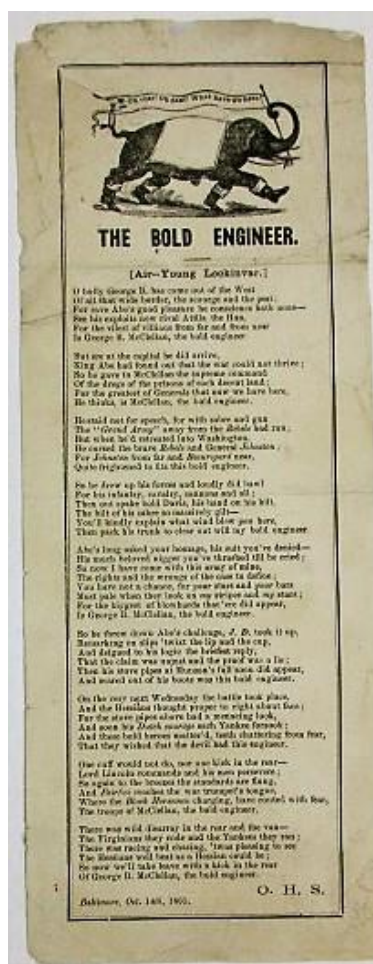 THE BOLD ENGINEER.
[Air—Young Lockinvar.]
O bully George B. has come out of the West
Of all that wide border, the scourge and the pest;
For save Abe's good pleasure he conscience hath none—
See his exploits now rival Attila, the Hun,
For the vilest of villians from far and from near
Is George B. McClellan, the bold engineer
But ere at the capital he did arrive,
King Abe had found out that the war could not thrive;
So he gave to McClellan the supreme command
Of the dregs of the prisons of each decent land;
For the greatest of Generals that now we have here,
He thinks, is McClellan, the bold engineer.
He staid not for speech, for with sabre and gun
The "Grand Army" away from the Rebels had run;
But when he'd retreated into Washington,
He cursed the brave Rebels and General Johnston;
For Johnston from far and Beauregard near,
Quite frightened to fits this bold engineer.
So he drew up his forces and loudly did bawl
For his infantry, cavalry, cannons and all;
Then out spoke bold Davis, his hand on his hilt,
The hilt of his sabre so massively gilt—
You'll kindly explain what wind blew you here,
Then pack his trunk to clear out will my bold engineer.
Abe's long asked your homage, his suit you're denied—
His much beloved nigger you've thrashed till he cried;
So now I have come with this army of mine,
The rights and the wrongs of the case to define;
You have not a chance, for your stars and your bars
Must pale when they look on my stripes and my stars;
For the biggest of blowhards that're did appear,
Is George B. McClellan, the bold engineer.
So he threw down Abe's challenge, J. D. took it up,
Remarking on slips 'twixt the lip and the cup,
And deigned to his logic the briefest reply,
That the claim was unjust and the proof was a lie;
Then his stove pipes at Munson's full soon did appear,
And scared out of his boots was this bold engineer.
On the very next Wednesday the battle took place,
And the Hessians thought proper to right about face;
For the stove pipes above had a menacing look,
And soon his Dutch courage each Yankee forsook;
And these bold heroes scatter'd, teeth chattering from fear,
That they wished that the devil had this engineer.
One cuff would not do, nor one kick in the rear—
Lord Lincoln commands and his men persevere;
So again to the breezes the standards are flung,
And Fairfax reaches the war trumpet's tongue,
Where the Black Horsemen charging, have routed with fear,
The troops of McClellan, the bold engineer.
There was wild disarray in the rear and the van—
The Virginians they rode and the Yankees they ran;
There was racing and chasing, 'twas pleasing to see
The Hessians well beat as a Hessian could be;
So now we'll take leave with a kick in the rear
Of George B. McClellan, the bold engineer.
O. H. S.
Baltimore, Oct. 14th, 1861.